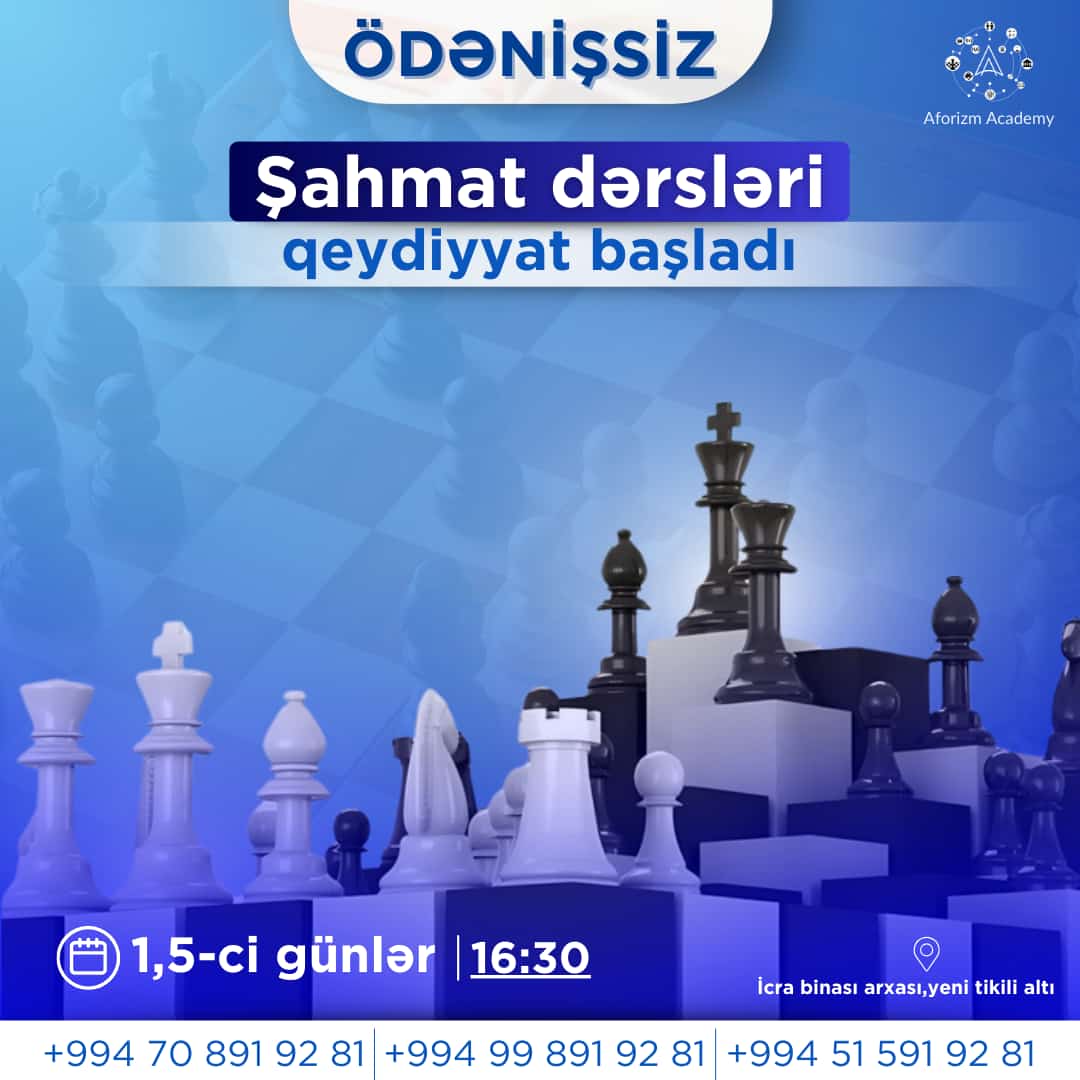 ÖDƏNİŞSİZ
Aforizm Academy
Şahmat dərsləri
qeydiyyat başladı
1,5-ci günlər | 16:30
İcra binası arxası,yeni tikili altı
+994 70 891 92 81 | +994 99 891 92 81 | +994 51 591 92 81